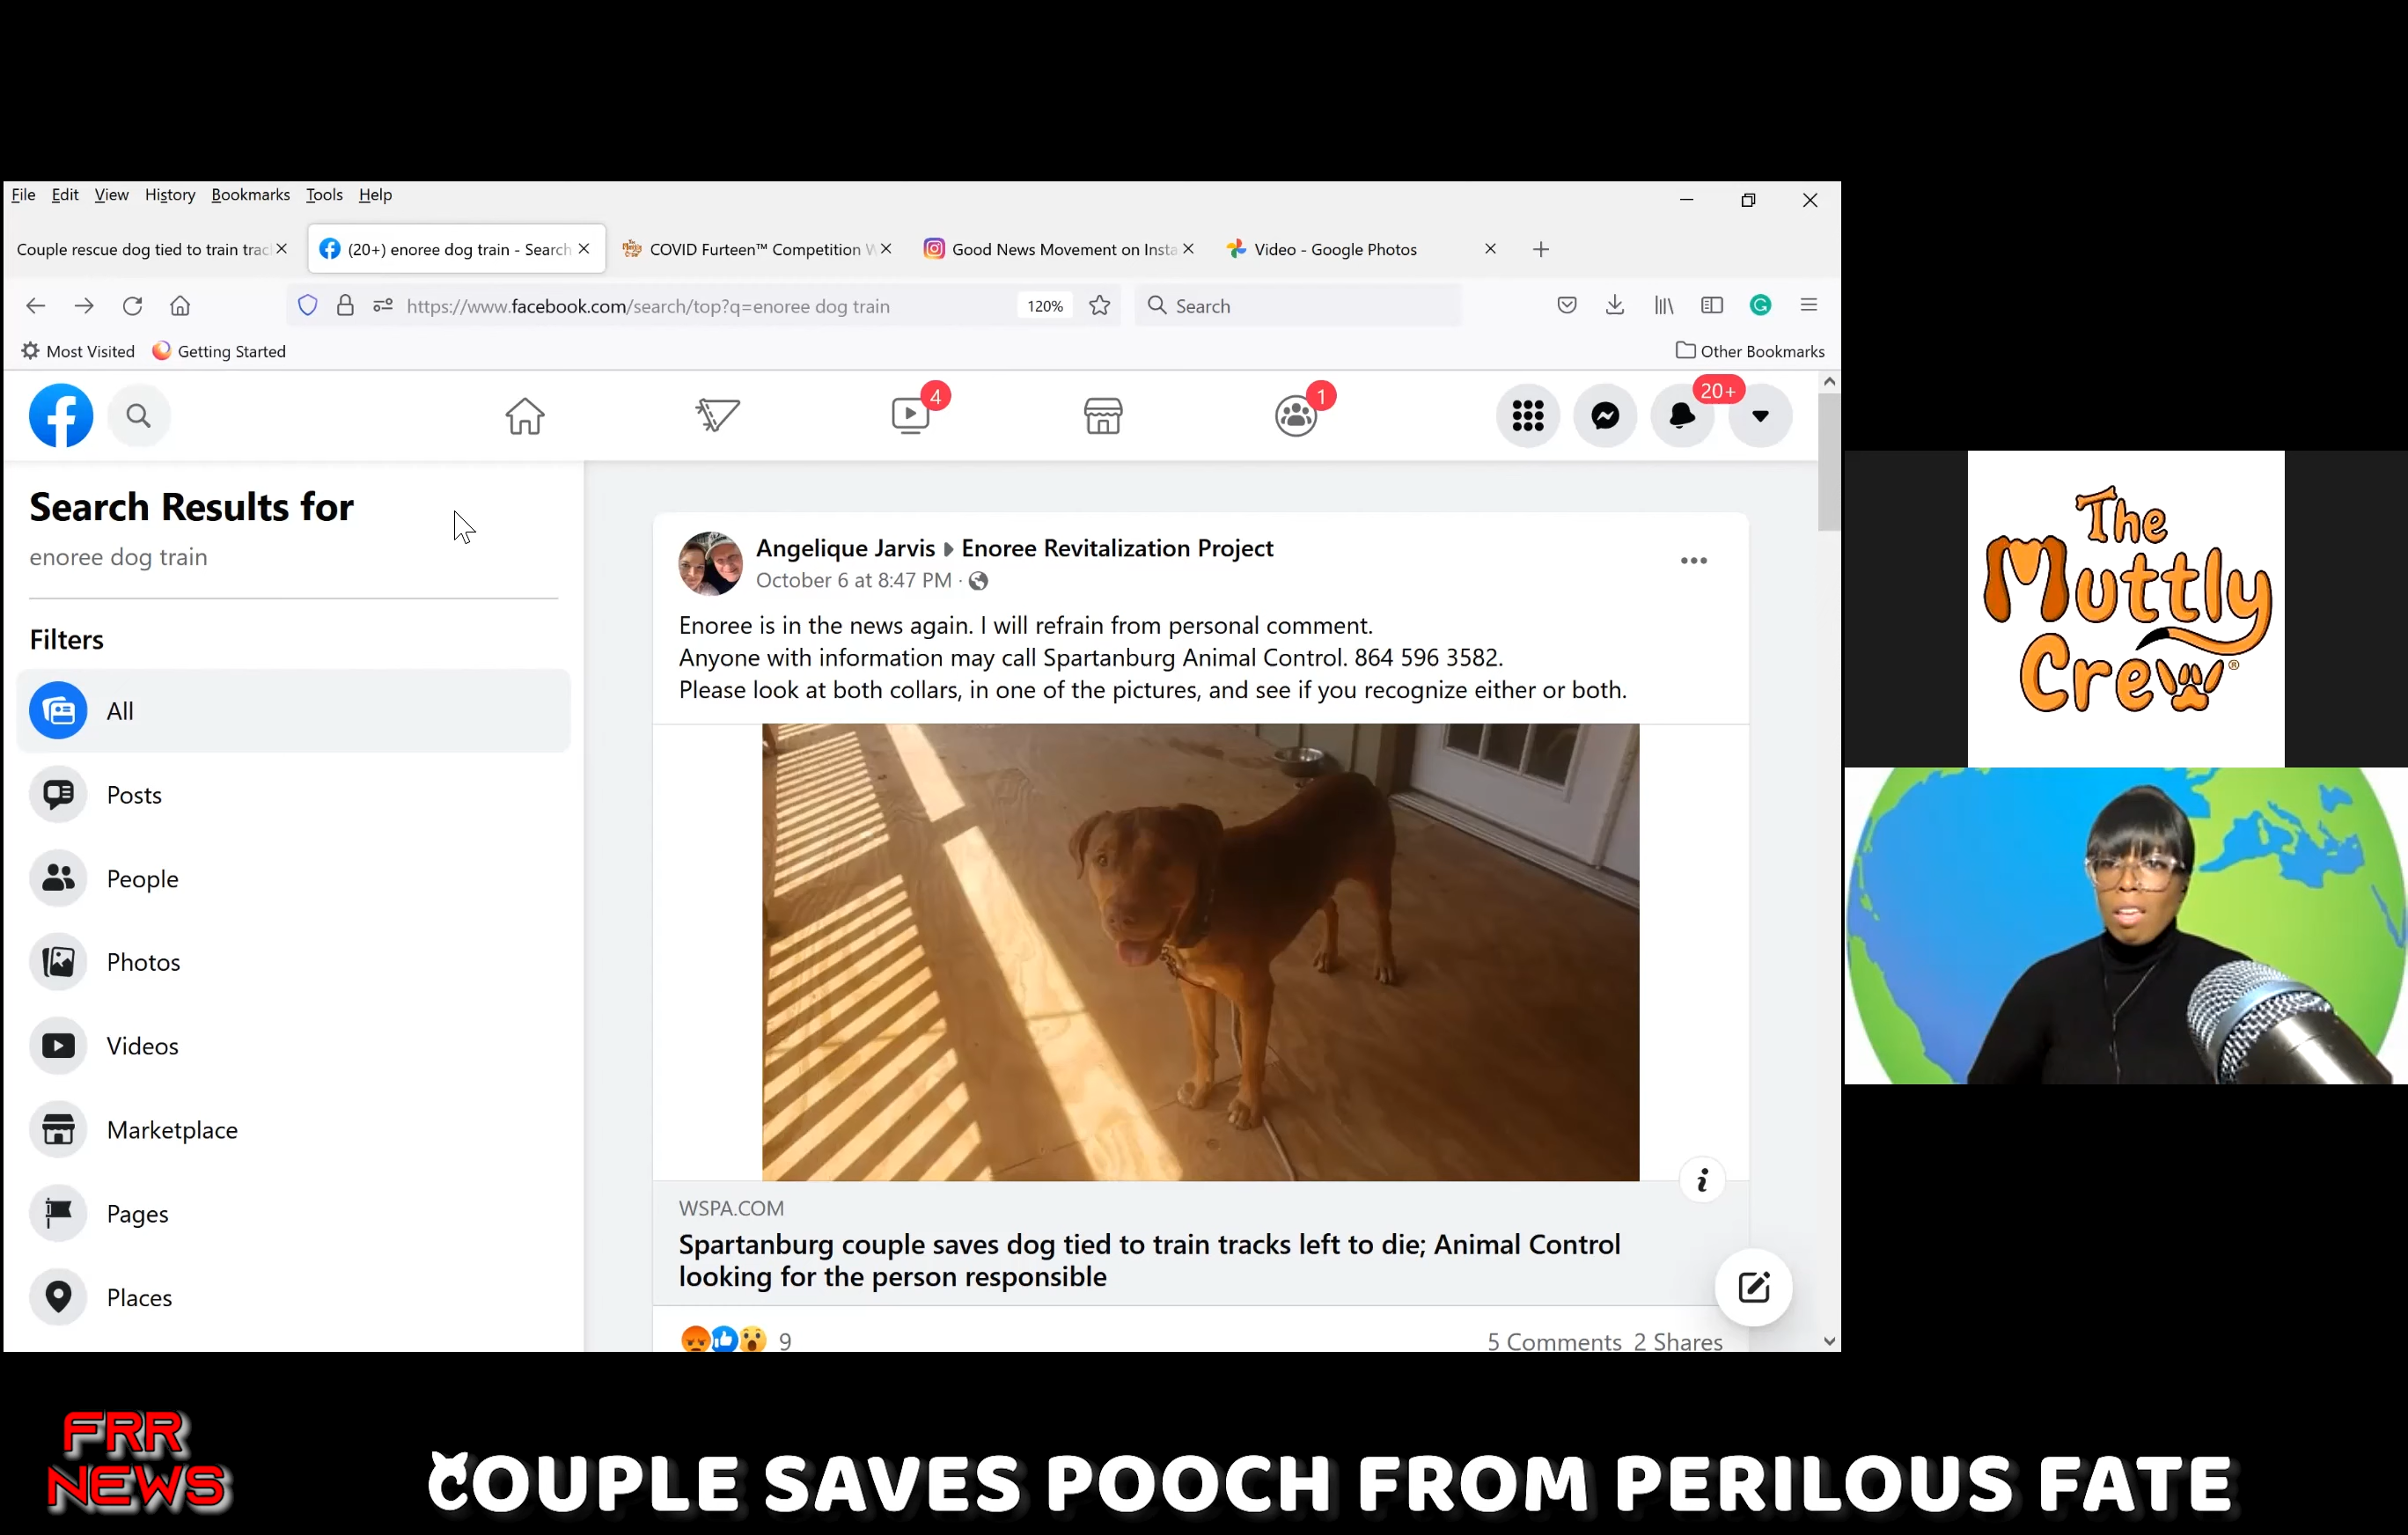 File Edit View History Bookmarks Tools Help
Couple rescue dog tied to train trac
(20+) enoree dog train - Search
COVID Furteen™ Competition W
Good News Movement on Insta
Video - Google Photos
https://www.facebook.com/search/top?q=enoree dog train
120%
Search
Most Visited
Getting Started
Other Bookmarks
4
1
20+
Search Results for
enoree dog train
Filters
All
Posts
People
Photos
Videos
Marketplace
Pages
Places
Angelique Jarvis Enoree Revitalization Project
October 6 at 8:47 PM ·
Enoree is in the news again. I will refrain from personal comment.
Anyone with information may call Spartanburg Animal Control. 864 596 3582.
Please look at both collars, in one of the pictures, and see if you recognize either or both.
WSPA.COM
Spartanburg couple saves dog tied to train tracks left to die; Animal Control
looking for the person responsible
9
5 Comments 2 Shares
The
Muttly
Crew®
FRR
NEWS
COUPLE SAVES POOCH FROM PERILOUS FATE